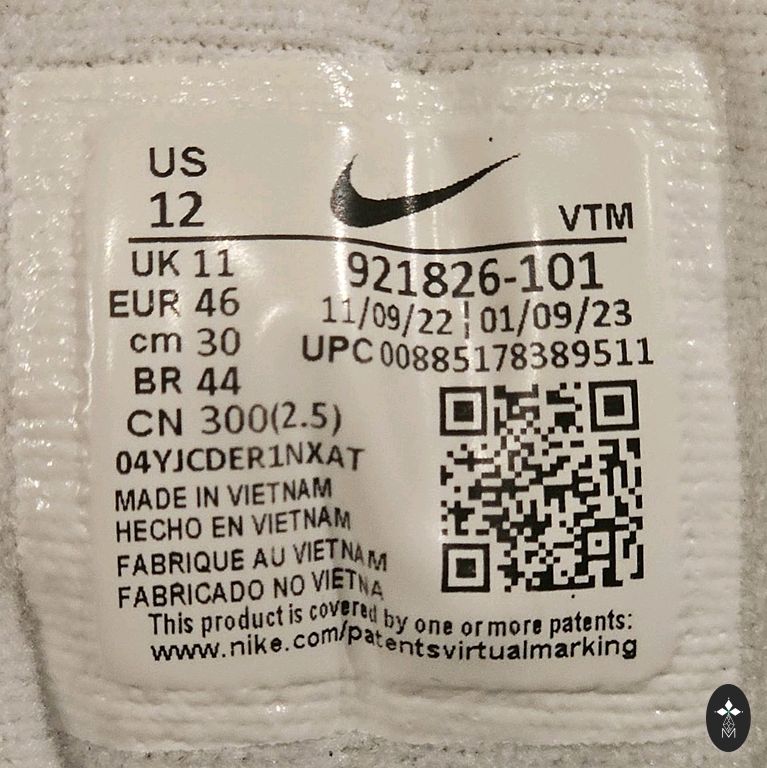 US
12
VTM
UK 11
EUR 46
cm 30
BR 44
CN 300(2.5)
921826-101
11/09/22 | 01/09/23
UPC00885178389511
04YJCDER1NXAT
MADE IN VIETNAM
HECHO EN VIETNAM
FABRIQUE AU VIETNAM
FABRICADO NO VIETNA
This product is covered by one or more patents:
www.nike.com/patentsvirtualmarking